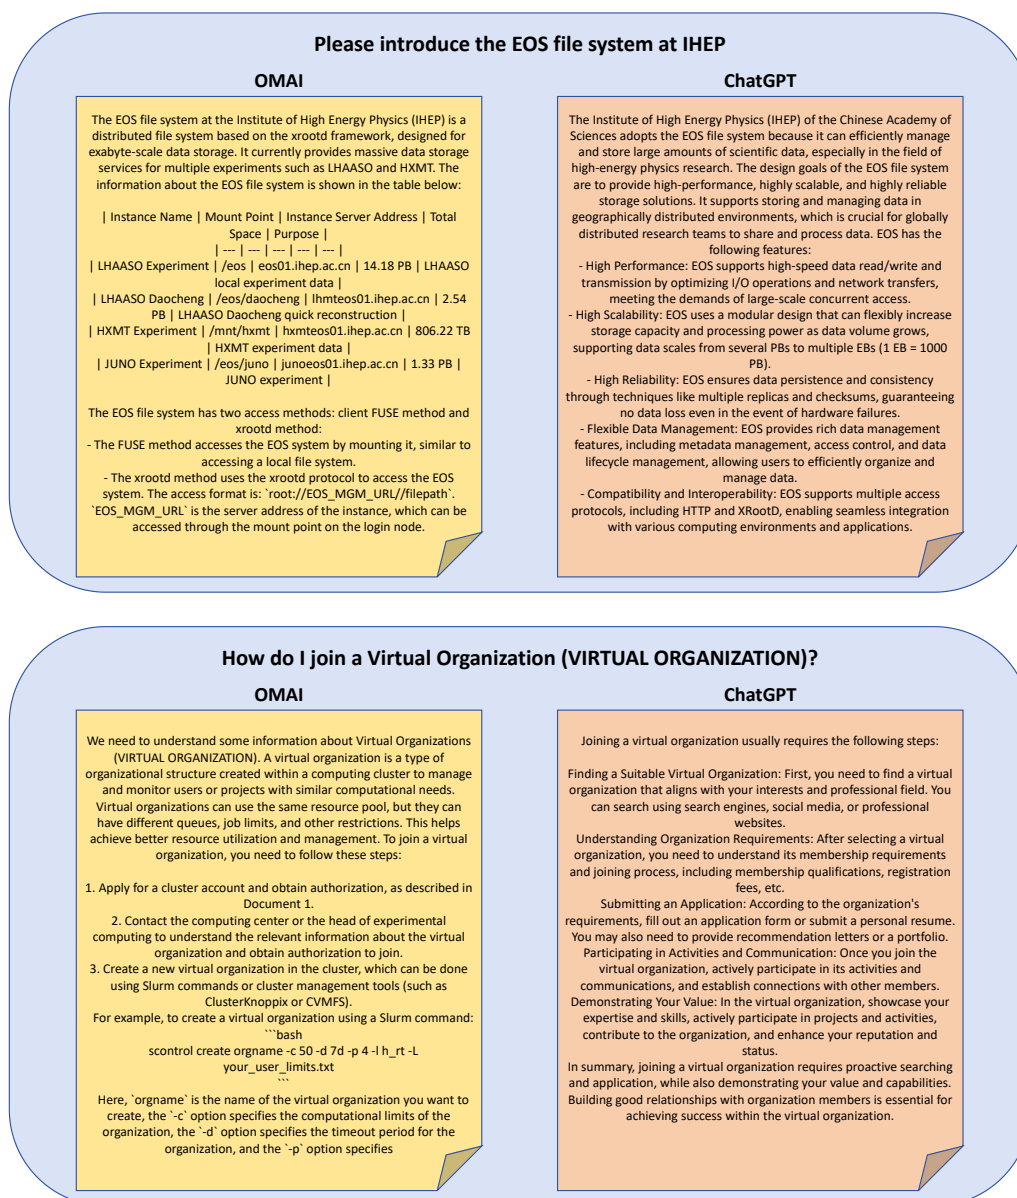 Please introduce the EOS file system at IHEP
OMAI
The EOS file system at the Institute of High Energy Physics (IHEP) is a
distributed file system based on the xrootd framework, designed for
exabyte-scale data storage. It currently provides massive data storage
services for multiple experiments such as LHAASO and HXMT. The
information about the EOS file system is shown in the table below:
| Instance Name | Mount Point | Instance Server Address | Total
Space | Purpose |
| --- | --- | --- | --- | --- |
| LHAASO Experiment | /eos | eos01.ihep.ac.cn | 14.18 PB | LHAASO
local experiment data |
| LHAASO Daocheng | /eos/daocheng | lhmteos01.ihep.ac.cn | 2.54
PB | LHAASO Daocheng quick reconstruction |
| HXMT Experiment | /mnt/hxmt | hxmteos01.ihep.ac.cn | 806.22 TB
| HXMT experiment data |
| JUNO Experiment | /eos/juno | junoeos01.ihep.ac.cn | 1.33 PB |
JUNO experiment |
The EOS file system has two access methods: client FUSE method and
xrootd method:
- The FUSE method accesses the EOS system by mounting it, similar to
accessing a local file system.
- The xrootd method uses the xrootd protocol to access the EOS
system. The access format is: `root://EOS_MGM_URL//filepath`.
`EOS_MGM_URL` is the server address of the instance, which can be
accessed through the mount point on the login node.
ChatGPT
The Institute of High Energy Physics (IHEP) of the Chinese Academy of
Sciences adopts the EOS file system because it can efficiently manage
and store large amounts of scientific data, especially in the field of
high-energy physics research. The design goals of the EOS file system
are to provide high-performance, highly scalable, and highly reliable
storage solutions. It supports storing and managing data in
geographically distributed environments, which is crucial for globally
distributed research teams to share and process data. EOS has the
following features:
- High Performance: EOS supports high-speed data read/write and
transmission by optimizing I/O operations and network transfers,
meeting the demands of large-scale concurrent access.
- High Scalability: EOS uses a modular design that can flexibly increase
storage capacity and processing power as data volume grows,
supporting data scales from several PBs to multiple EBs (1 EB = 1000
PB).
- High Reliability: EOS ensures data persistence and consistency
through techniques like multiple replicas and checksums, guaranteeing
no data loss even in the event of hardware failures.
- Flexible Data Management: EOS provides rich data management
features, including metadata management, access control, and data
lifecycle management, allowing users to efficiently organize and
manage data.
- Compatibility and Interoperability: EOS supports multiple access
protocols, including HTTP and XRootD, enabling seamless integration
with various computing environments and applications.
How do I join a Virtual Organization (VIRTUAL ORGANIZATION)?
OMAI
We need to understand some information about Virtual Organizations
(VIRTUAL ORGANIZATION). A virtual organization is a type of
organizational structure created within a computing cluster to manage
and monitor users or projects with similar computational needs.
Virtual organizations can use the same resource pool, but they can
have different queues, job limits, and other restrictions. This helps
achieve better resource utilization and management. To join a virtual
organization, you need to follow these steps:
1. Apply for a cluster account and obtain authorization, as described in
Document 1.
2. Contact the computing center or the head of experimental
computing to understand the relevant information about the virtual
organization and obtain authorization to join.
3. Create a new virtual organization in the cluster, which can be done
using Slurm commands or cluster management tools (such as
ClusterKnoppix or CVMFS).
For example, to create a virtual organization using a Slurm command:
```bash
scontrol create orgname -c 50 -d 7d -p 4 -l h_rt -L
your_user_limits.txt
```
Here, `orgname` is the name of the virtual organization you want to
create, the `-c` option specifies the computational limits of the
organization, the `-d` option specifies the timeout period for the
organization, and the `-p` option specifies
ChatGPT
Joining a virtual organization usually requires the following steps:
Finding a Suitable Virtual Organization: First, you need to find a virtual
organization that aligns with your interests and professional field. You
can search using search engines, social media, or professional
websites.
Understanding Organization Requirements: After selecting a virtual
organization, you need to understand its membership requirements
and joining process, including membership qualifications, registration
fees, etc.
Submitting an Application: According to the organization's
requirements, fill out an application form or submit a personal resume.
You may also need to provide recommendation letters or a portfolio.
Participating in Activities and Communication: Once you join the
virtual organization, actively participate in its activities and
communications, and establish connections with other members.
Demonstrating Your Value: In the virtual organization, showcase your
expertise and skills, actively participate in projects and activities,
contribute to the organization, and enhance your reputation and
status.
In summary, joining a virtual organization requires proactive searching
and application, while also demonstrating your value and capabilities.
Building good relationships with organization members is essential for
achieving success within the virtual organization.